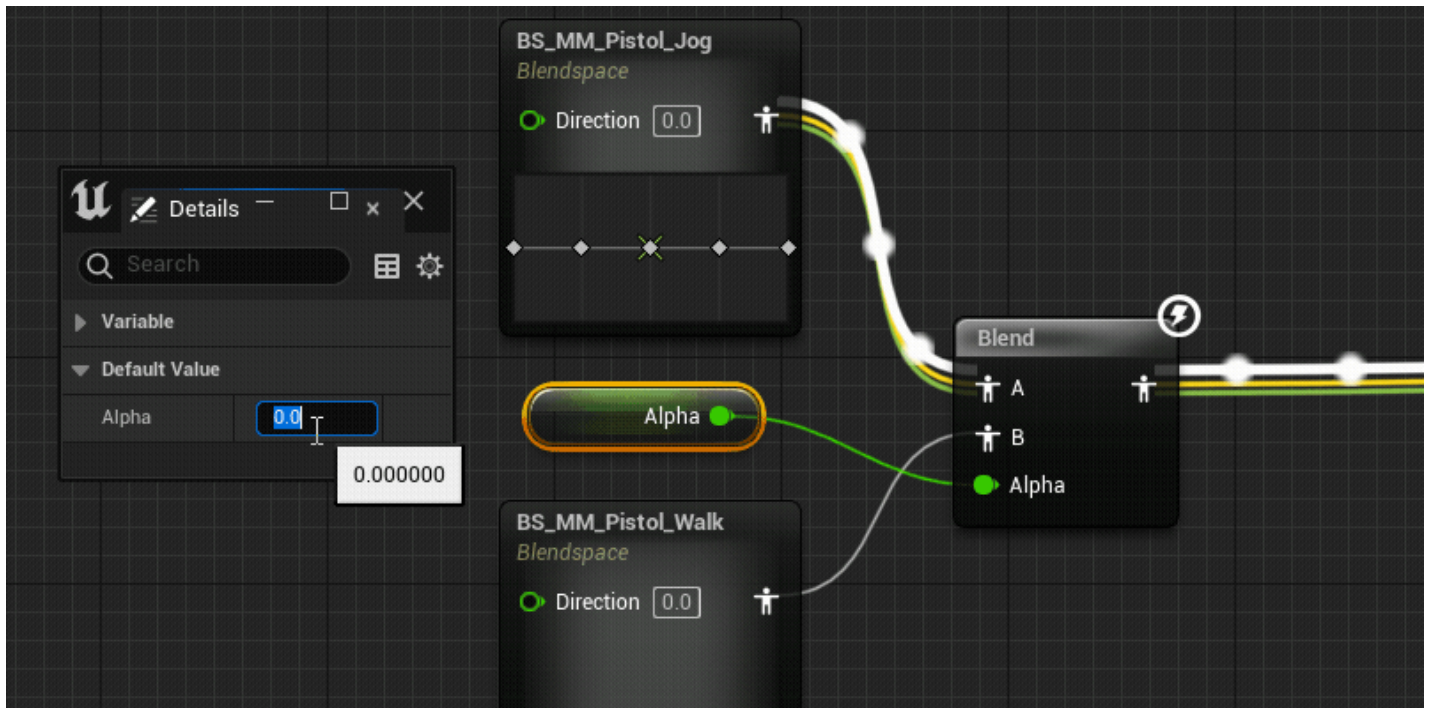 BS_MM_Pistol_Jog
Blendspace
Direction 0.0
Details
Search
Variable
Default Value
Alpha 0.0
0.000000
Alpha
Blend
A
B
Alpha
BS_MM_Pistol_Walk
Blendspace
Direction 0.0